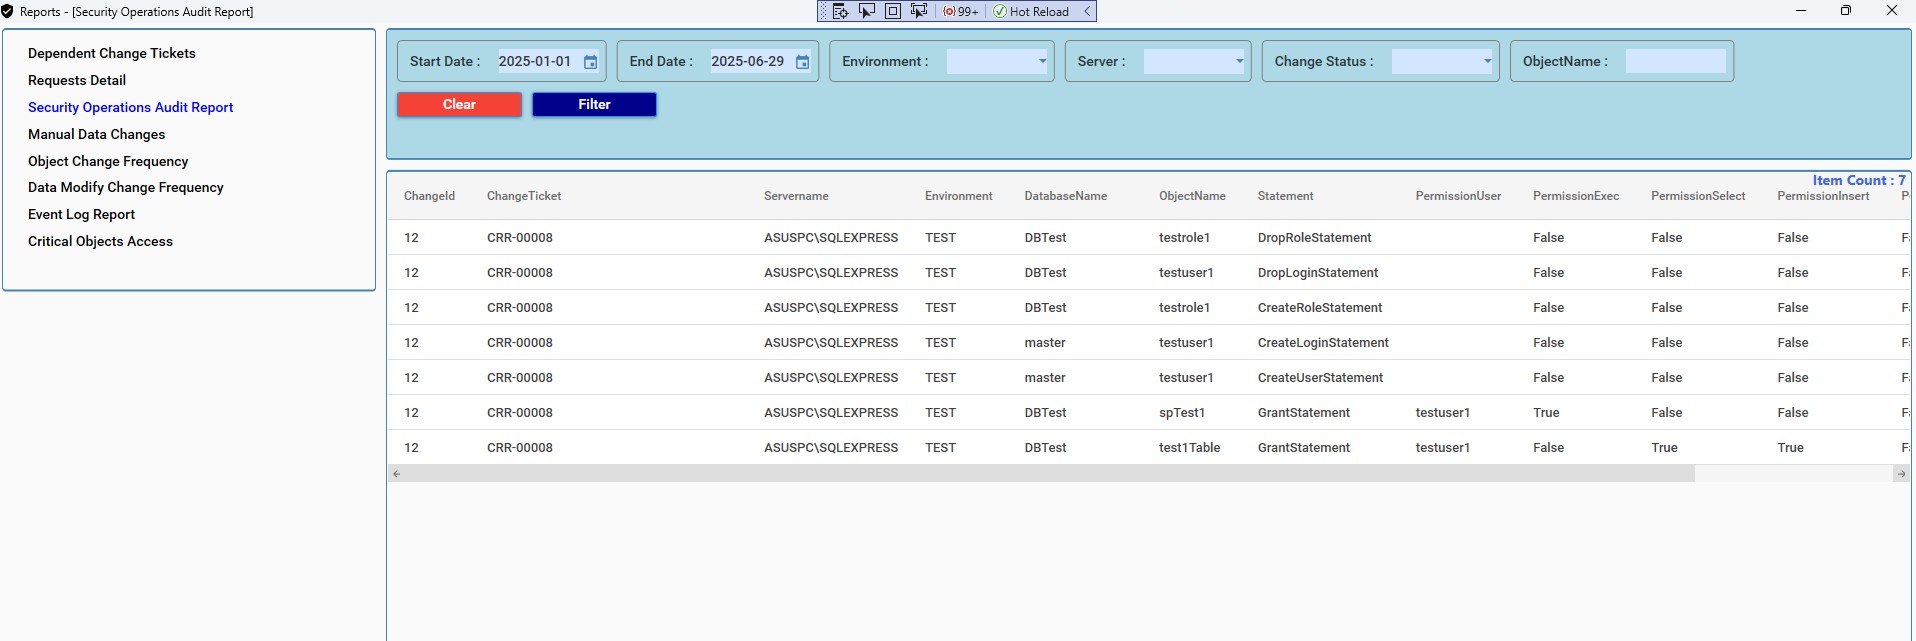 Reports - [Security Operations Audit Report]
99+ Hot Reload
Dependent Change Tickets
Requests Detail
Security Operations Audit Report
Manual Data Changes
Object Change Frequency
Data Modify Change Frequency
Event Log Report
Critical Objects Access
Start Date : 2025-01-01 End Date : 2025-06-29 Environment : Server : Change Status : ObjectName :
Clear Filter
Item Count : 7
ChangeId ChangeTicket Servername Environment DatabaseName ObjectName Statement PermissionUser PermissionExec PermissionSelect PermissionInsert
12 CRR-00008 ASUSPC\SQLEXPRESS TEST DBTest testrole1 DropRoleStatement False False False
12 CRR-00008 ASUSPC\SQLEXPRESS TEST DBTest testuser1 DropLoginStatement False False False
12 CRR-00008 ASUSPC\SQLEXPRESS TEST DBTest testrole1 CreateRoleStatement False False False
12 CRR-00008 ASUSPC\SQLEXPRESS TEST master testuser1 CreateLoginStatement False False False
12 CRR-00008 ASUSPC\SQLEXPRESS TEST master testuser1 CreateUserStatement False False False
12 CRR-00008 ASUSPC\SQLEXPRESS TEST DBTest spTest1 GrantStatement testuser1 True False False
12 CRR-00008 ASUSPC\SQLEXPRESS TEST DBTest test1Table GrantStatement testuser1 False True True